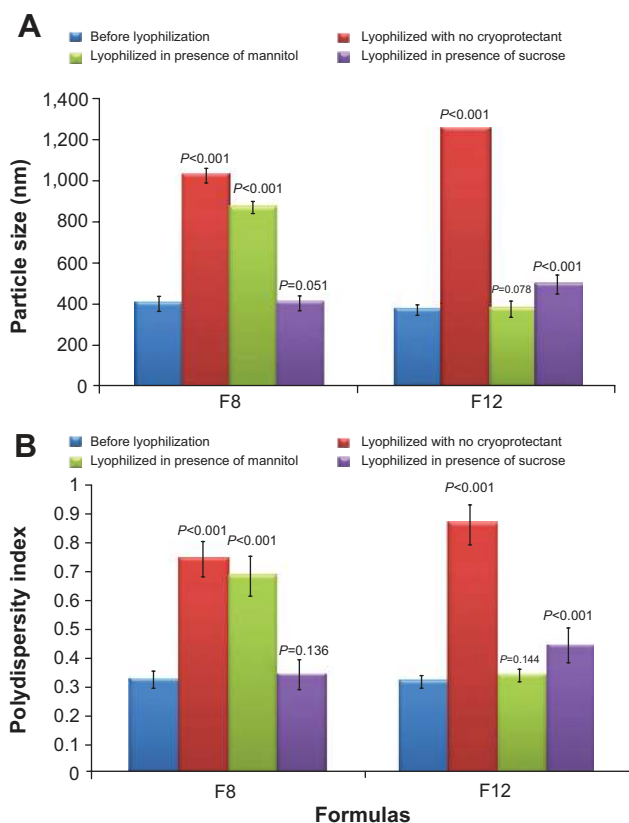 A
Before lyophilization
Lyophilized with no cryoprotectant
Lyophilized in presence of mannitol
Lyophilized in presence of sucrose
Particle size (nm)
1,400
1,200
1,000
800
600
400
200
0
P<0.001
P<0.001
P=0.051
P<0.001
P=0.078
P<0.001
F8
F12
B
Before lyophilization
Lyophilized with no cryoprotectant
Lyophilized in presence of mannitol
Lyophilized in presence of sucrose
Polydispersity index
1
0.9
0.8
0.7
0.6
0.5
0.4
0.3
0.2
0.1
0
P<0.001
P<0.001
P=0.136
P<0.001
P=0.144
P<0.001
F8
F12
Formulas